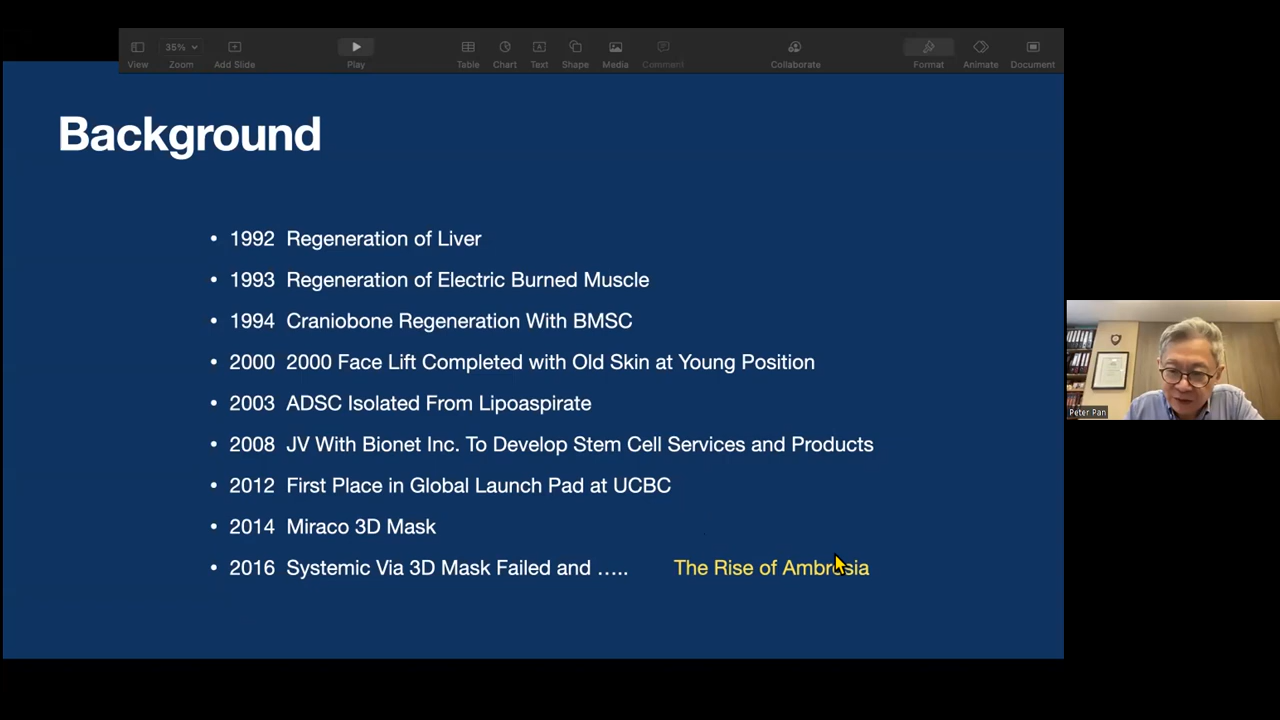 35%
View
Zoom
Add Slide
Play
Table
Chart
Text
Shape
Media
Comment
Collaborate
Format
Animate
Document
Background
• 1992 Regeneration of Liver
• 1993 Regeneration of Electric Burned Muscle
• 1994 Craniobone Regeneration With BMSC
• 2000 2000 Face Lift Completed with Old Skin at Young Position
• 2003 ADSC Isolated From Lipoaspirate
• 2008 JV With Bionet Inc. To Develop Stem Cell Services and Products
• 2012 First Place in Global Launch Pad at UCBC
• 2014 Miraco 3D Mask
• 2016 Systemic Via 3D Mask Failed and ….. The Rise of Ambrosia
Peter Pan